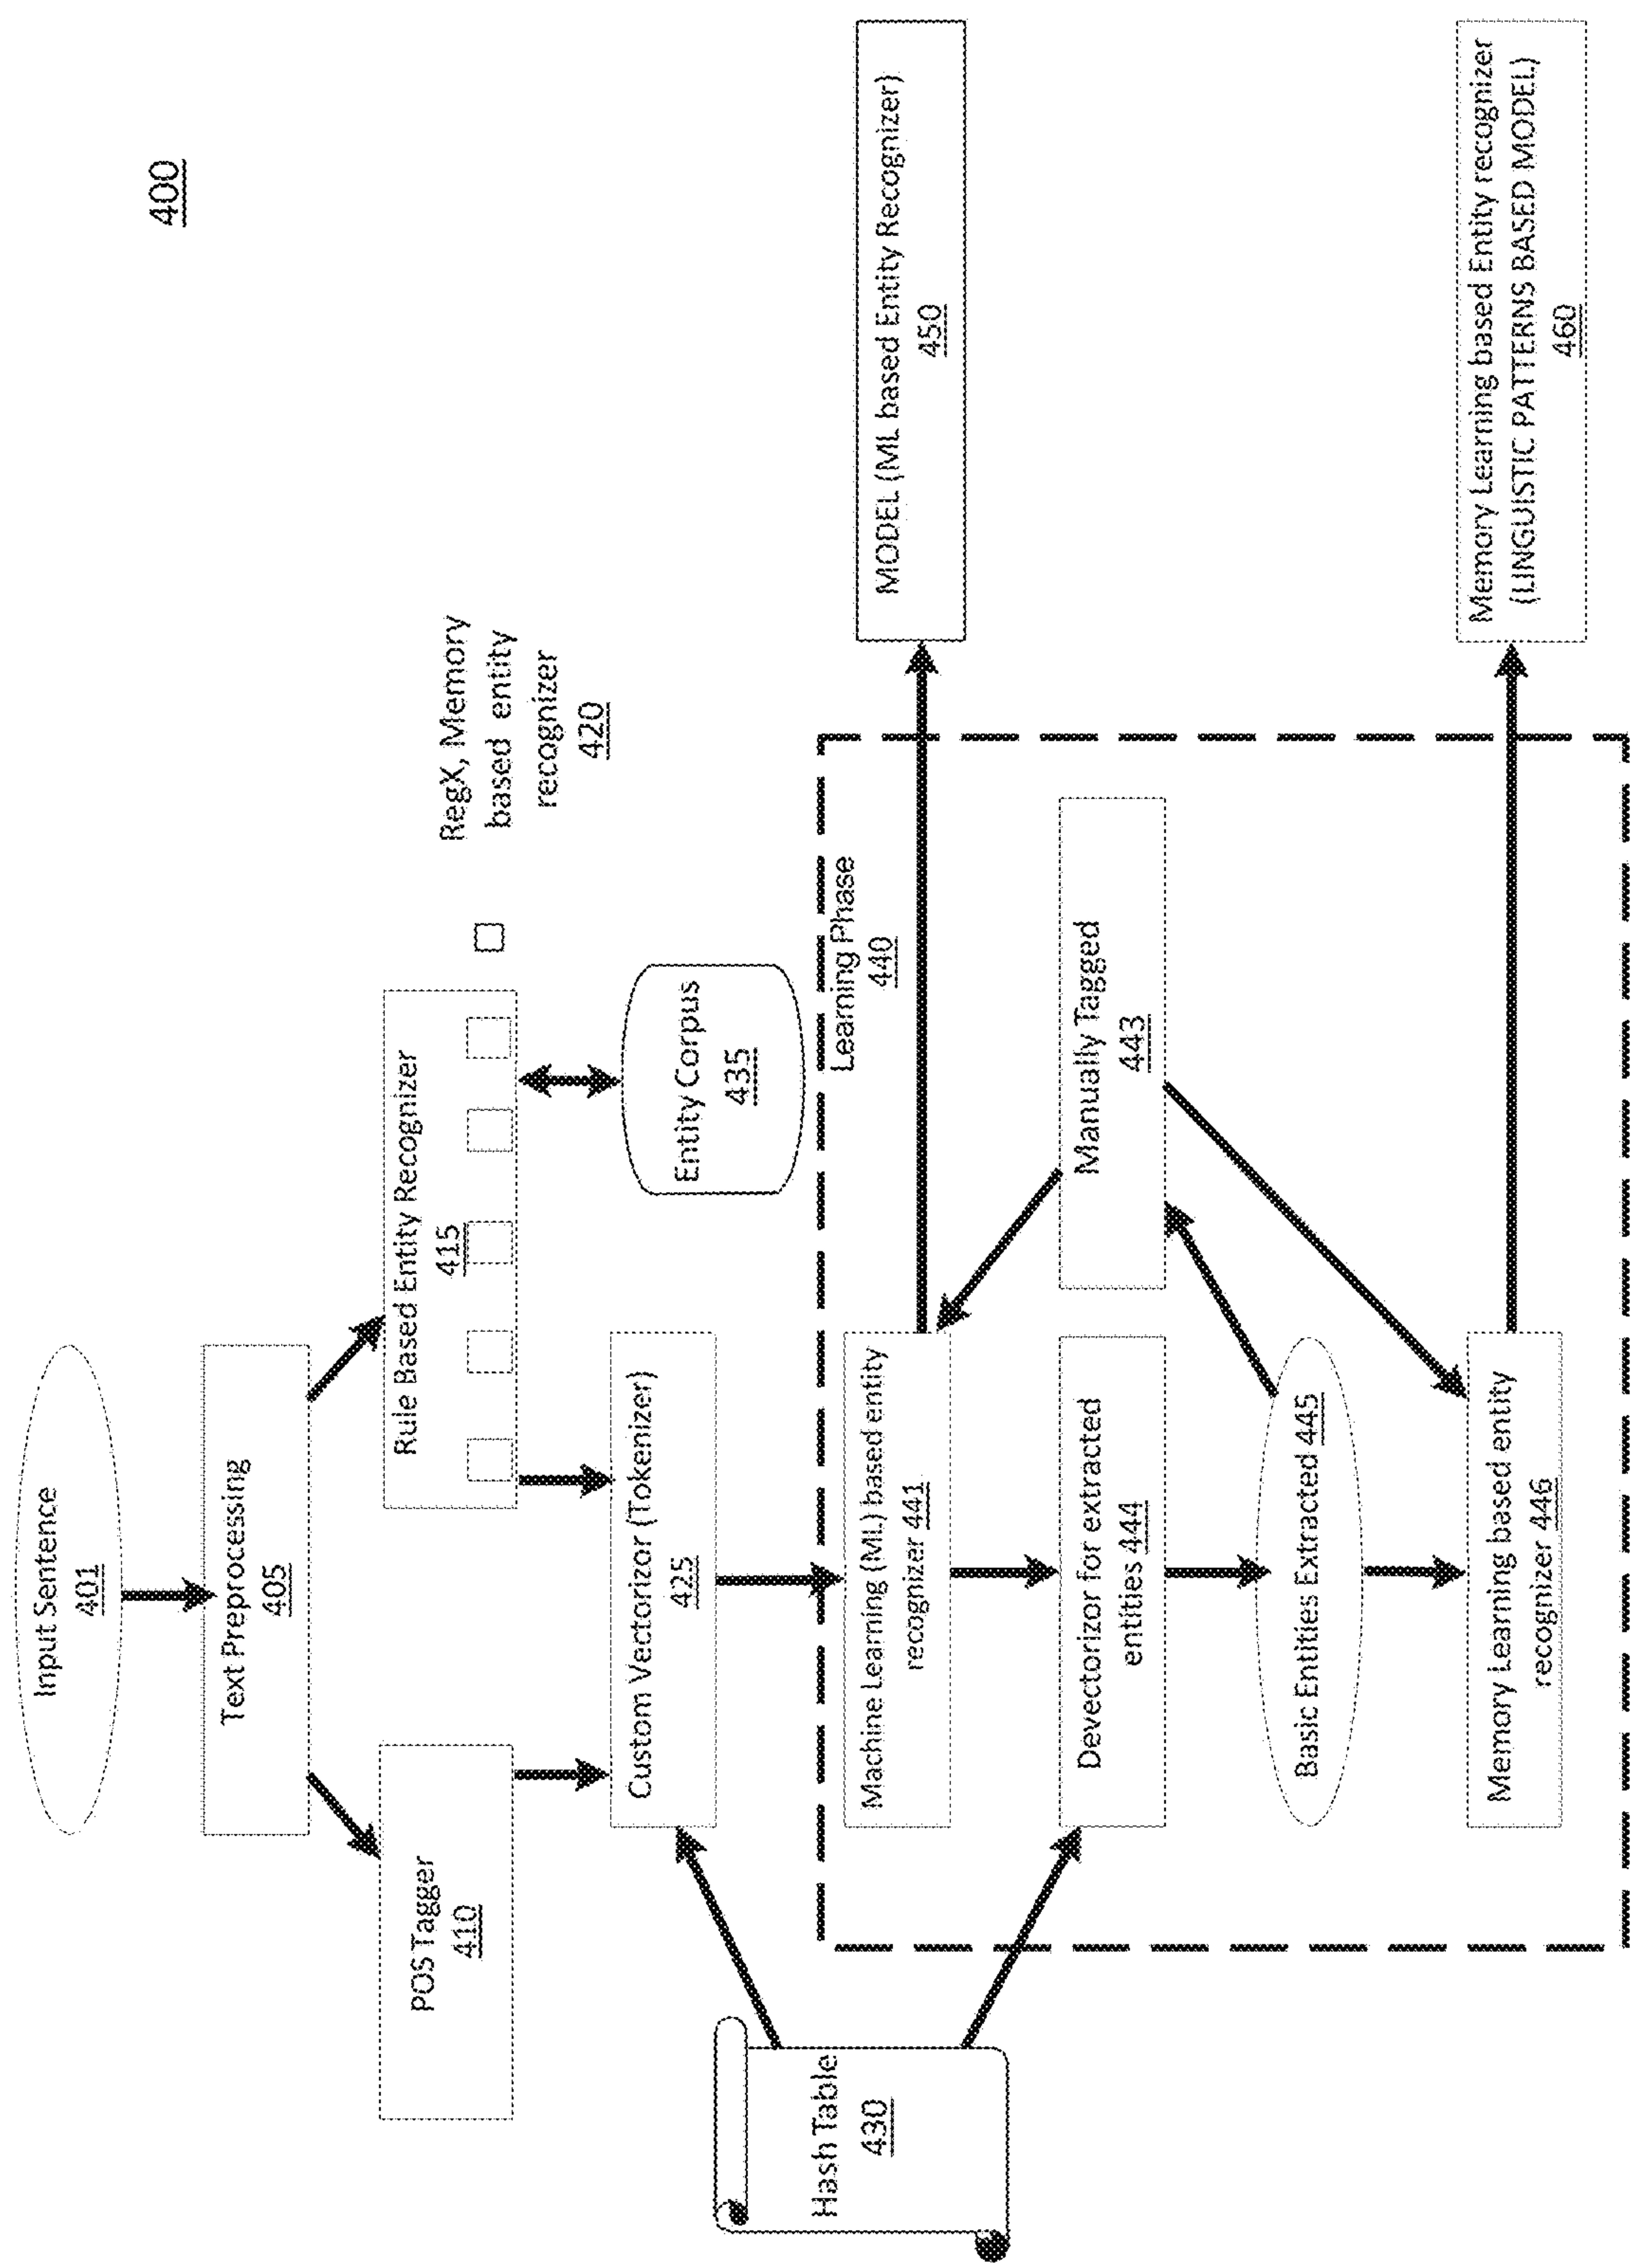 400
Input Sentence
401
Text Preprocessing
405
POS Tagger
410
Rule Based Entity Recognizer
415
RegX, Memory
based entity
recognizer
420
Custom Vectorizor (Tokenizer)
425
Entity Corpus
435
Hash Table
430
Learning Phase
440
Machine Learning (ML) based entity
recognizer 441
MODEL (ML based Entity Recognizer)
450
Devectorizor for extracted
entities 444
Manually Tagged
443
Basic Entities Extracted 445
Memory Learning based entity
recognizer 446
Memory Learning based Entity recognizer
(LINGUISTIC PATTERNS BASED MODEL)
460